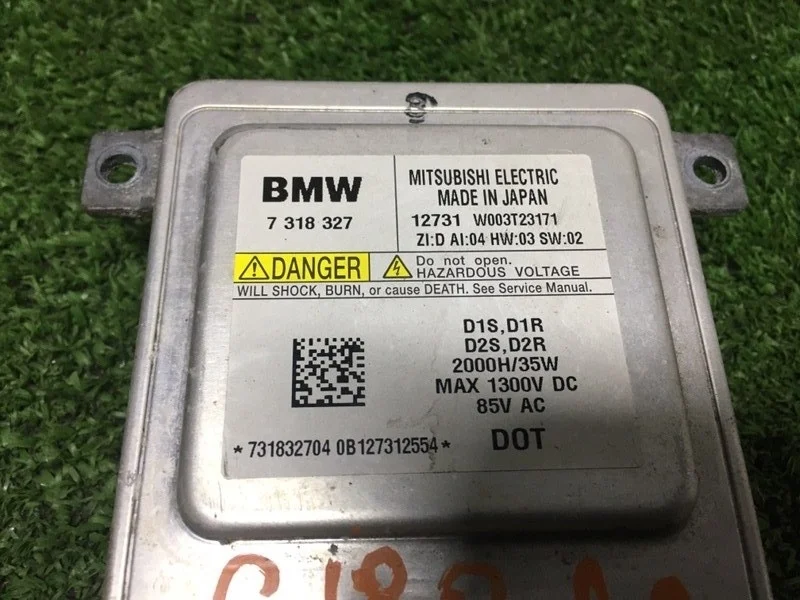 BMW
7 318 327
MITSUBISHI ELECTRIC
MADE IN JAPAN
12731 W003T23171
ZI:D AI:04 HW:03 SW:02
DANGER
Do not open.
HAZARDOUS VOLTAGE
WILL SHOCK, BURN, or cause DEATH. See Service Manual.
D1S,D1R
D2S,D2R
2000H/35W
MAX 1300V DC
85V AC
*731832704 0B127312554*
DOT